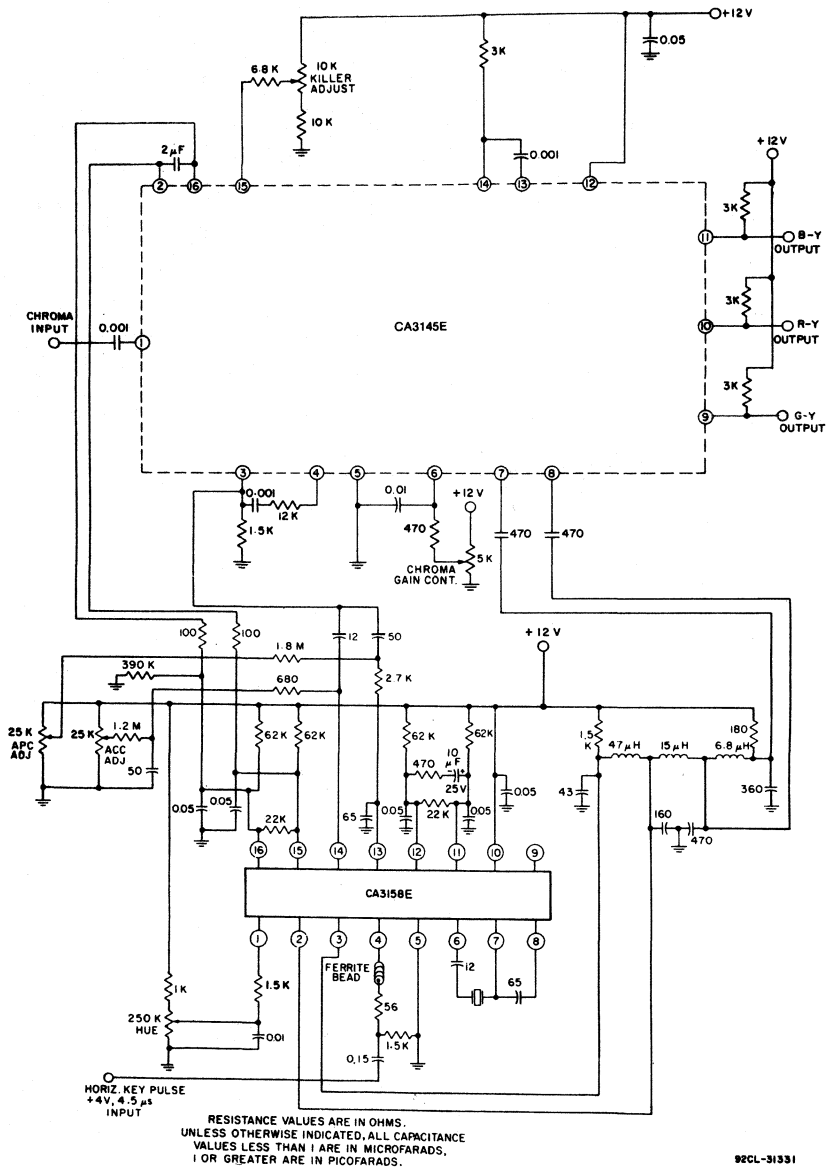 +12V
0.05
3K
6.8K
10K
KILLER
ADJUST
10K
2µF
0.001
2
16
15
14
13
12
+12V
3K
11
B-Y
OUTPUT
3K
10
R-Y
OUTPUT
3K
9
G-Y
OUTPUT
CHROMA
INPUT
0.001
1
CA3145E
3
4
5
6
7
8
0.001
12K
1.5K
0.01
+12V
470
5K
CHROMA
GAIN CONT.
470
470
100
100
12
50
1.8M
+12V
390K
680
2.7K
25K
APC
ADJ
25K
ACC
ADJ
1.2M
50
62K
62K
62K
62K
470
10
µF
- +
25V
1.5
K
47µH
15µH
6.8µH
180
0.05
0.05
22K
65
0.05
22K
0.05
0.05
43
160
470
360
16
15
14
13
12
11
10
9
CA3158E
1
2
3
4
5
6
7
8
FERRITE
BEAD
12
65
1K
1.5K
56
250K
HUE
0.01
1.5K
0.15
HORIZ. KEY PULSE
+4V, 4.5 µs
INPUT
RESISTANCE VALUES ARE IN OHMS.
UNLESS OTHERWISE INDICATED, ALL CAPACITANCE
VALUES LESS THAN 1 ARE IN MICROFARADS,
1 OR GREATER ARE IN PICOFARADS.
92CL-31331